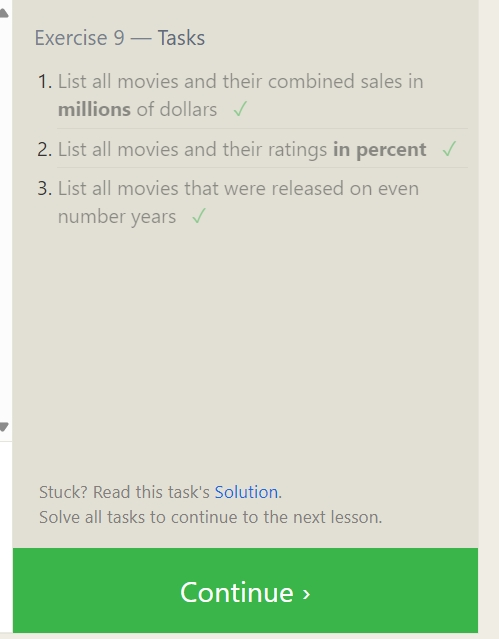 Exercise 9 — Tasks
1. List all movies and their combined sales in
millions of dollars ✓
2. List all movies and their ratings in percent ✓
3. List all movies that were released on even
number years ✓
Stuck? Read this task's Solution.
Solve all tasks to continue to the next lesson.
Continue ›